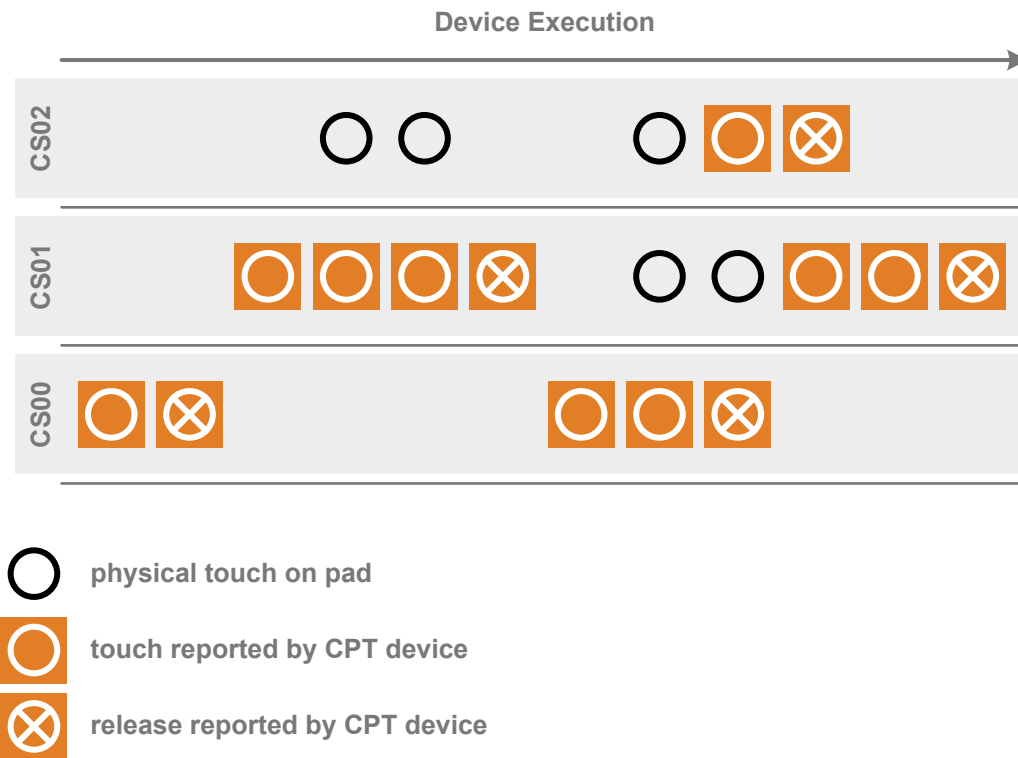 Device Execution
CS02
CS01
CS00
physical touch on pad
touch reported by CPT device
release reported by CPT device